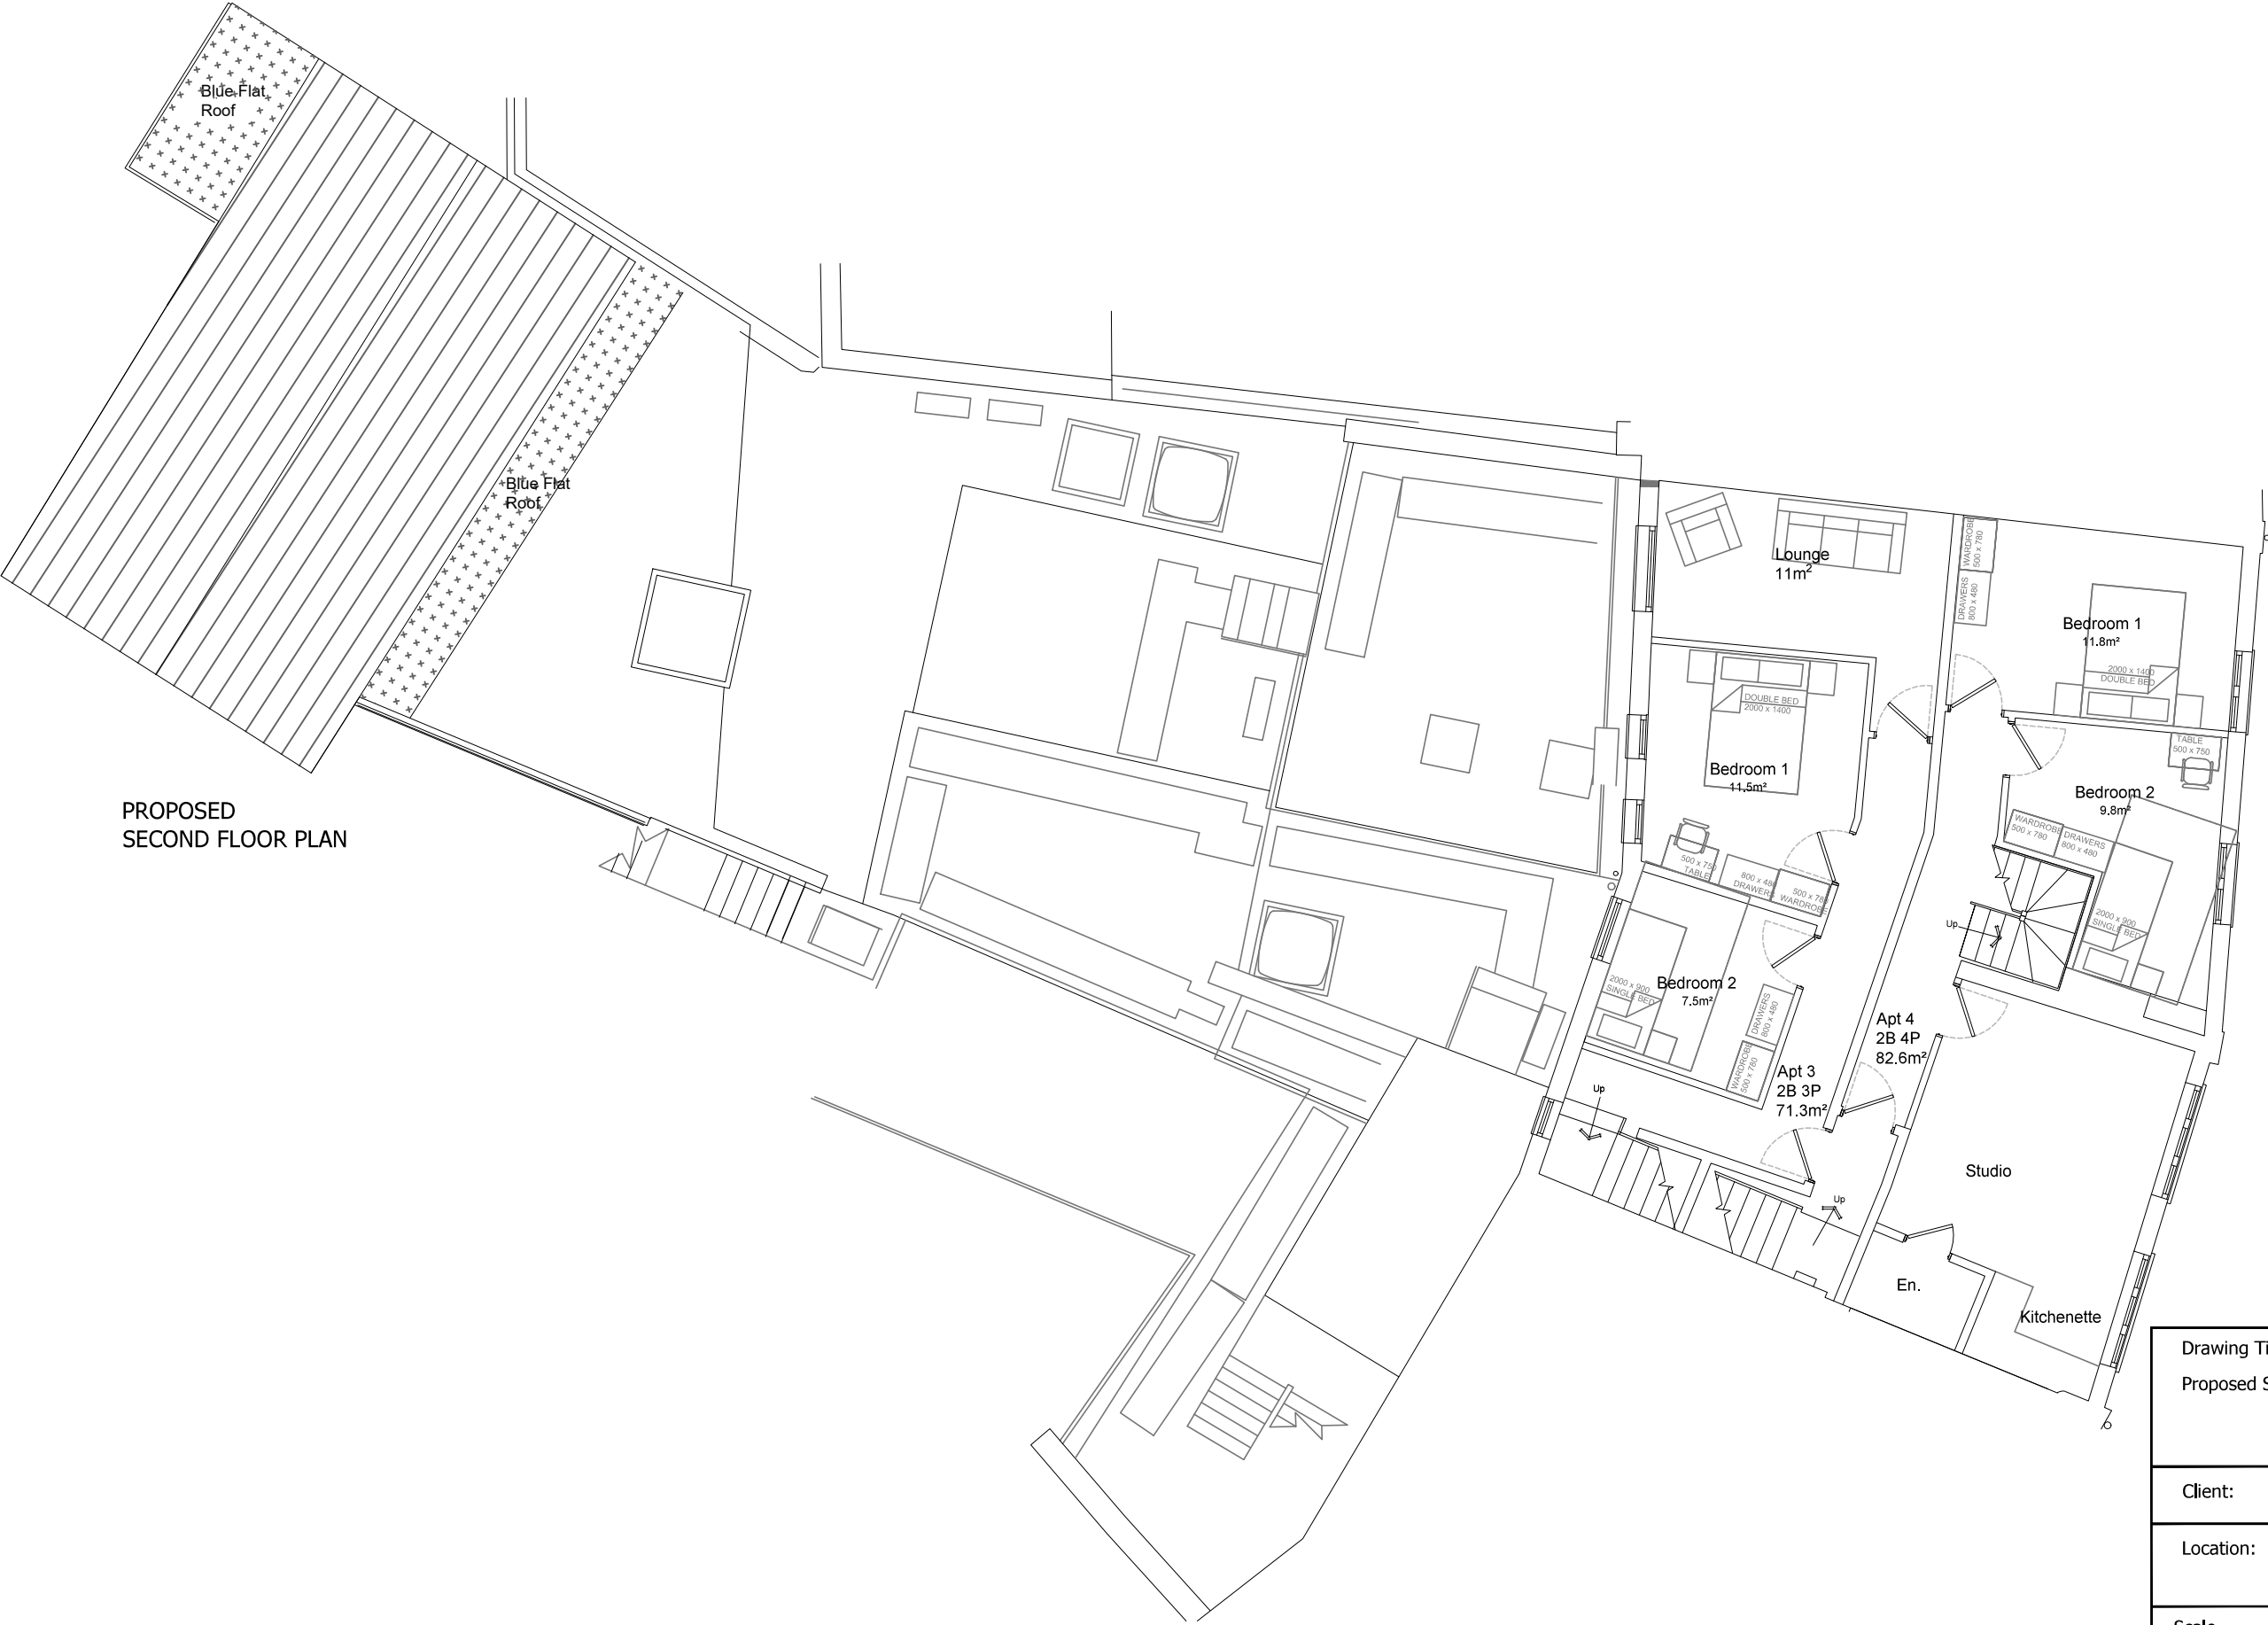 Blue Flat
Roof
Blue Flat
Roof
PROPOSED
SECOND FLOOR PLAN
Lounge
11m²
WARDROBE
500 x 780
DRAWERS
800 x 480
Bedroom 1
11.8m²
2000 x 1400
DOUBLE BED
DOUBLE BED
2000 x 1400
Bedroom 1
11.5m²
500 x 750
TABLE
800 x 480
DRAWERS
500 x 780
WARDROBE
TABLE
500 x 750
Bedroom 2
9.8m²
WARDROBE
500 x 780
DRAWERS
800 x 480
2000 x 900
SINGLE BED
Up
Bedroom 2
7.5m²
2000 x 900
SINGLE BED
DRAWERS
800 x 480
WARDROBE
500 x 780
Apt 4
2B 4P
82.6m²
Apt 3
2B 3P
71.3m²
Up
Up
Studio
En.
Kitchenette
Drawing Ti
Proposed S
Client:
Location:
Scale